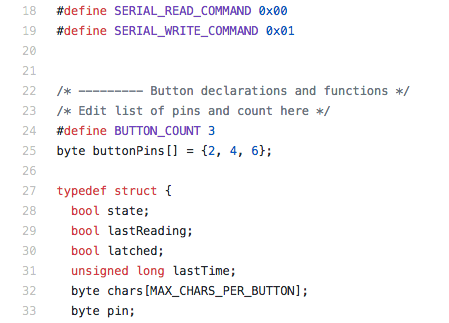 18 #define SERIAL_READ_COMMAND 0x00
19 #define SERIAL_WRITE_COMMAND 0x01
20
21
22 /* --------- Button declarations and functions */
23 /* Edit list of pins and count here */
24 #define BUTTON_COUNT 3
25 byte buttonPins[] = {2, 4, 6};
26
27 typedef struct {
28   bool state;
29   bool lastReading;
30   bool latched;
31   unsigned long lastTime;
32   byte chars[MAX_CHARS_PER_BUTTON];
33   byte pin;